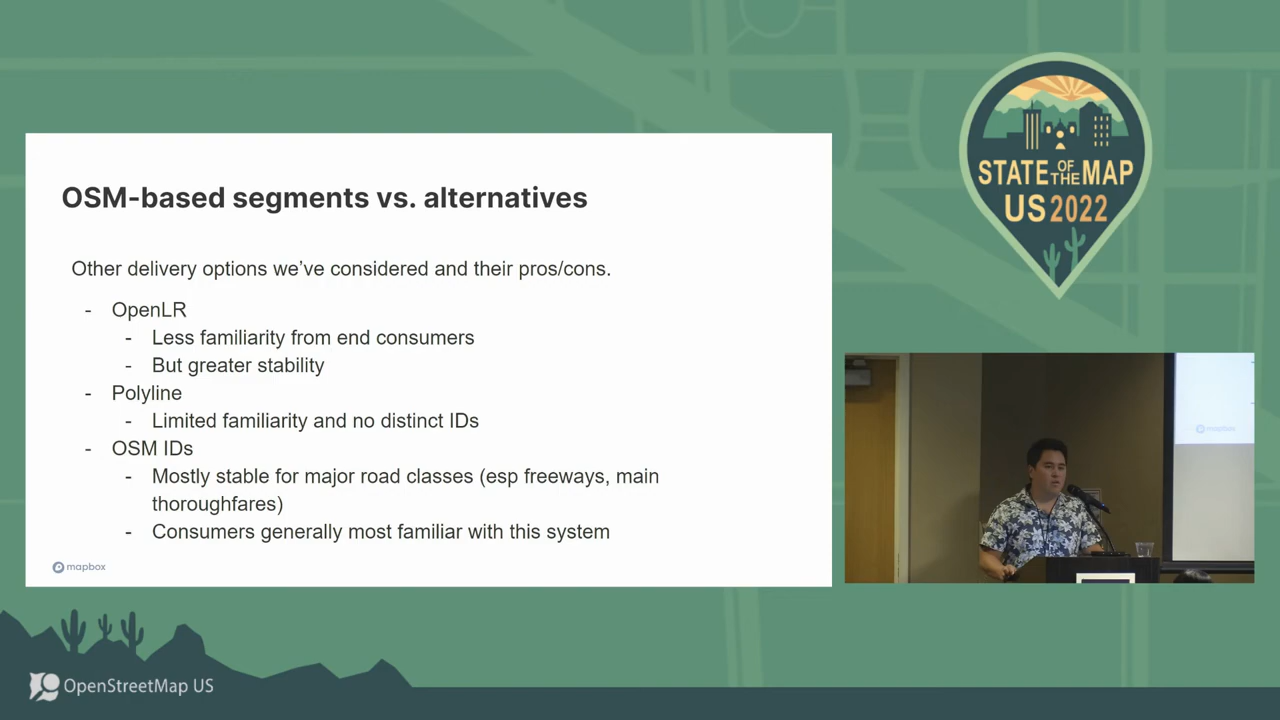 OSM-based segments vs. alternatives
Other delivery options we've considered and their pros/cons.
- OpenLR
- Less familiarity from end consumers
- But greater stability
- Polyline
- Limited familiarity and no distinct IDs
- OSM IDs
- Mostly stable for major road classes (esp freeways, main
thoroughfares)
- Consumers generally most familiar with this system
mapbox
STATE OF THE MAP
US 2022
mapbox
OpenStreetMap US